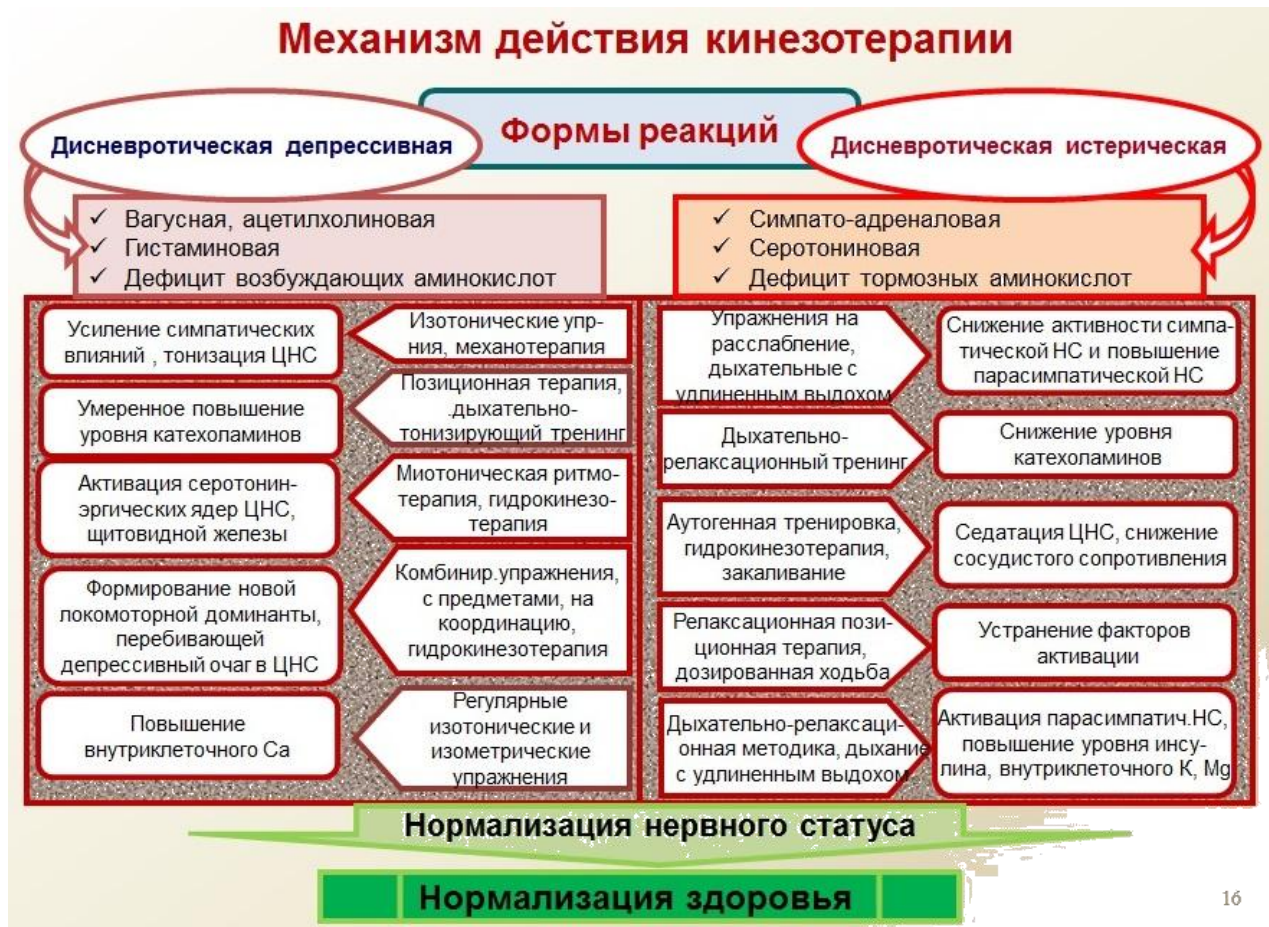 Механизм действия кинезотерапии
Формы реакций
Дисневротическая депрессивная
Дисневротическая истерическая
✓ Вагусная, ацетилхолиновая
✓ Гистаминовая
✓ Дефицит возбуждающих аминокислот
✓ Симпато-адреналовая
✓ Серотониновая
✓ Дефицит тормозных аминокислот
Усиление симпатических
влияний , тонизация ЦНС
Изотонические упр-
ния, механотерапия
Умеренное повышение
уровня катехоламинов
Позиционная терапия,
.дыхательно-
тонизирующий тренинг
Активация серотонин-
эргических ядер ЦНС,
щитовидной железы
Миотоническая ритмо-
терапия, гидрокинезо-
терапия
Формирование новой
локомоторной доминанты,
перебивающей
депрессивный очаг в ЦНС
Комбинир.упражнения,
с предметами, на
координацию,
гидрокинезотерапия
Повышение
внутриклеточного Са
Регулярные
изотонические и
изометрические
упражнения
Упражнения на
расслабление,
дыхательные с
удлиненным выдохом
Снижение активности симпа-
тической НС и повышение
парасимпатической НС
Дыхательно-
релаксационный тренинг
Снижение уровня
катехоламинов
Аутогенная тренировка,
гидрокинезотерапия,
закаливание
Седатация ЦНС, снижение
сосудистого сопротивления
Релаксационная пози-
ционная терапия,
дозированная ходьба
Устранение факторов
активации
Дыхательно-релаксаци-
онная методика, дыхание
с удлиненным выдохом
Активация парасимпатич.НС,
повышение уровня инсу-
лина, внутриклеточного К, Mg
Нормализация нервного статуса
Нормализация здоровья
16